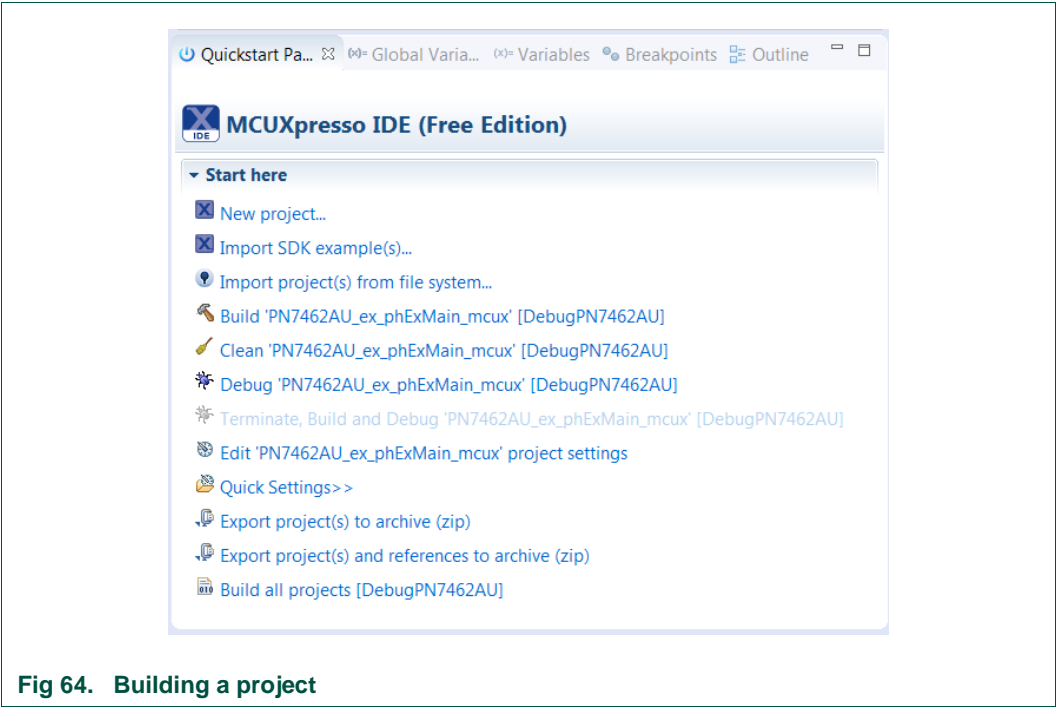 Quickstart Pa... (x)= Global Varia... (x)= Variables Breakpoints Outline
IDE MCUXpresso IDE (Free Edition)
Start here
New project...
Import SDK example(s)...
Import project(s) from file system...
Build 'PN7462AU_ex_phExMain_mcux' [DebugPN7462AU]
Clean 'PN7462AU_ex_phExMain_mcux' [DebugPN7462AU]
Debug 'PN7462AU_ex_phExMain_mcux' [DebugPN7462AU]
Terminate, Build and Debug 'PN7462AU_ex_phExMain_mcux' [DebugPN7462AU]
Edit 'PN7462AU_ex_phExMain_mcux' project settings
Quick Settings>>
Export project(s) to archive (zip)
Export project(s) and references to archive (zip)
010 Build all projects [DebugPN7462AU]
Fig 64. Building a project